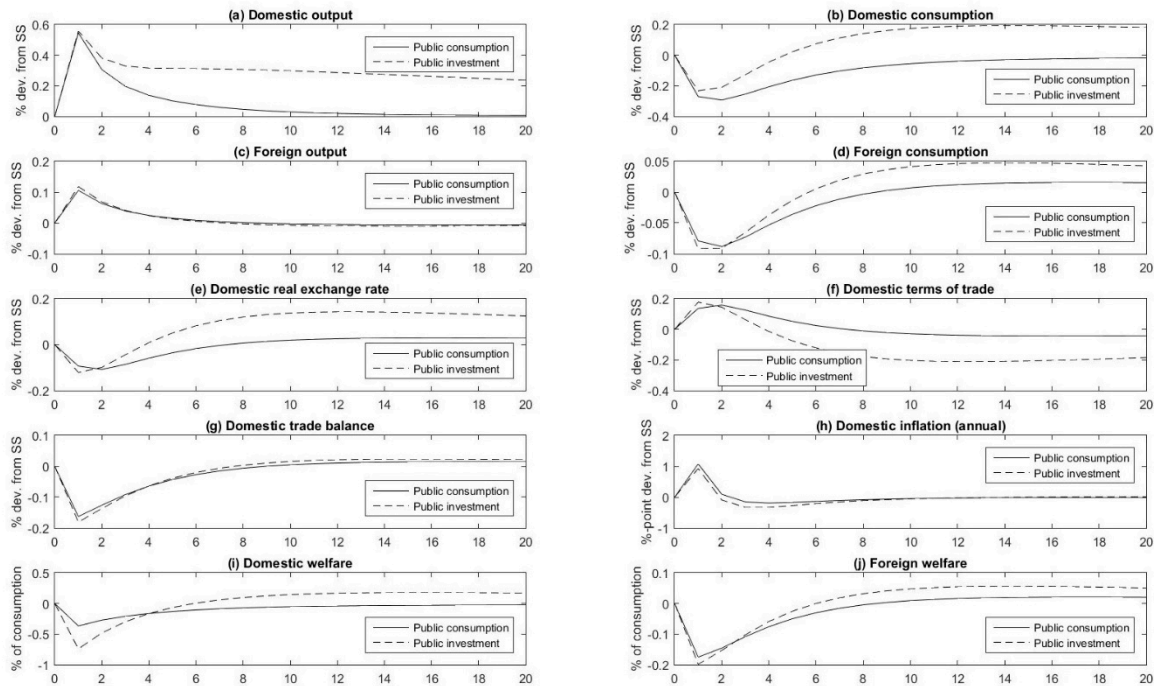 (a) Domestic output
% dev. from SS
0.6
0.4
0.2
0
Public consumption
Public investment
0 2 4 6 8 10 12 14 16 18 20
(b) Domestic consumption
% dev. from SS
0.2
0
-0.2
-0.4
Public consumption
Public investment
0 2 4 6 8 10 12 14 16 18 20
(c) Foreign output
% dev. from SS
0.2
0.1
0
-0.1
Public consumption
Public investment
0 2 4 6 8 10 12 14 16 18 20
(d) Foreign consumption
% dev. from SS
0.05
0
-0.05
-0.1
Public consumption
Public investment
0 2 4 6 8 10 12 14 16 18 20
(e) Domestic real exchange rate
% dev. from SS
0.2
0
-0.2
Public consumption
Public investment
0 2 4 6 8 10 12 14 16 18 20
(f) Domestic terms of trade
% dev. from SS
0.2
0
-0.2
-0.4
Public consumption
Public investment
0 2 4 6 8 10 12 14 16 18 20
(g) Domestic trade balance
% dev. from SS
0.1
0
-0.1
-0.2
Public consumption
Public investment
0 2 4 6 8 10 12 14 16 18 20
(h) Domestic inflation (annual)
%-point dev. from SS
2
1
0
-1
Public consumption
Public investment
0 2 4 6 8 10 12 14 16 18 20
(i) Domestic welfare
% of consumption
0.5
0
-0.5
-1
Public consumption
Public investment
0 2 4 6 8 10 12 14 16 18 20
(j) Foreign welfare
% of consumption
0.1
0
-0.1
-0.2
Public consumption
Public investment
0 2 4 6 8 10 12 14 16 18 20